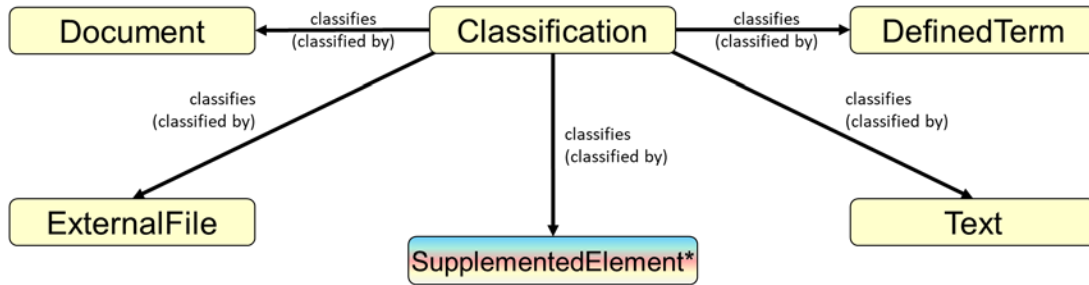 Document
classifies
(classified by)
Classification
classifies
(classified by)
DefinedTerm
classifies
(classified by)
classifies
(classified by)
classifies
(classified by)
ExternalFile
SupplementedElement*
Text